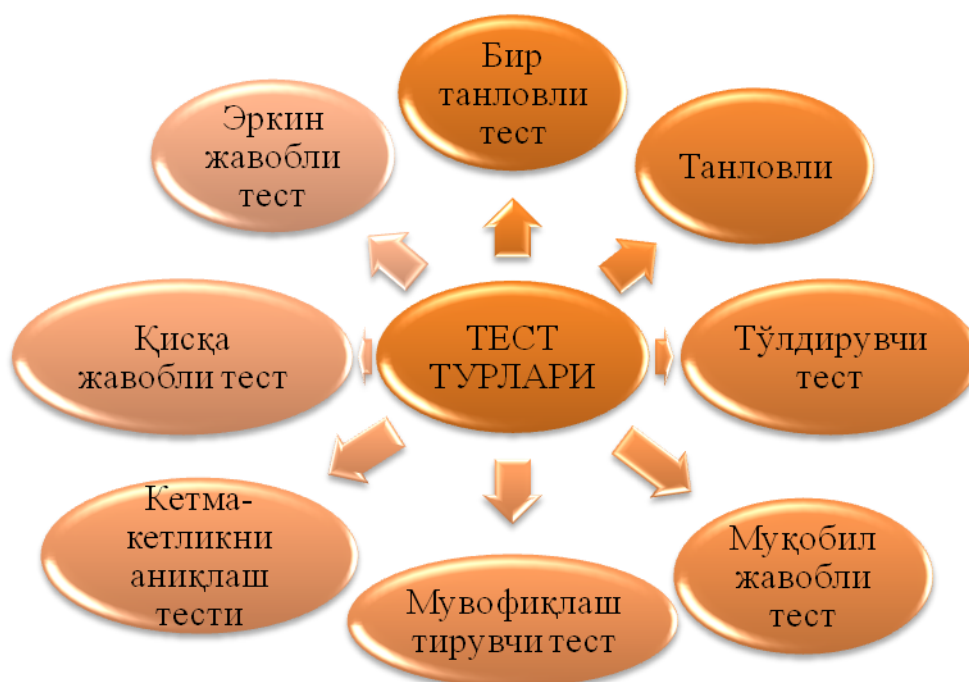 Бир
танловли
тест
Танловли
Тўлдирувчи
тест
Муқобил
жавобли
тест
Мувофиқлаш
тирувчи тест
Кетма-
кетликни
аниқлаш
тести
Қисқа
жавобли тест
Эркин
жавобли
тест
ТЕСТ
ТУРЛАРИ